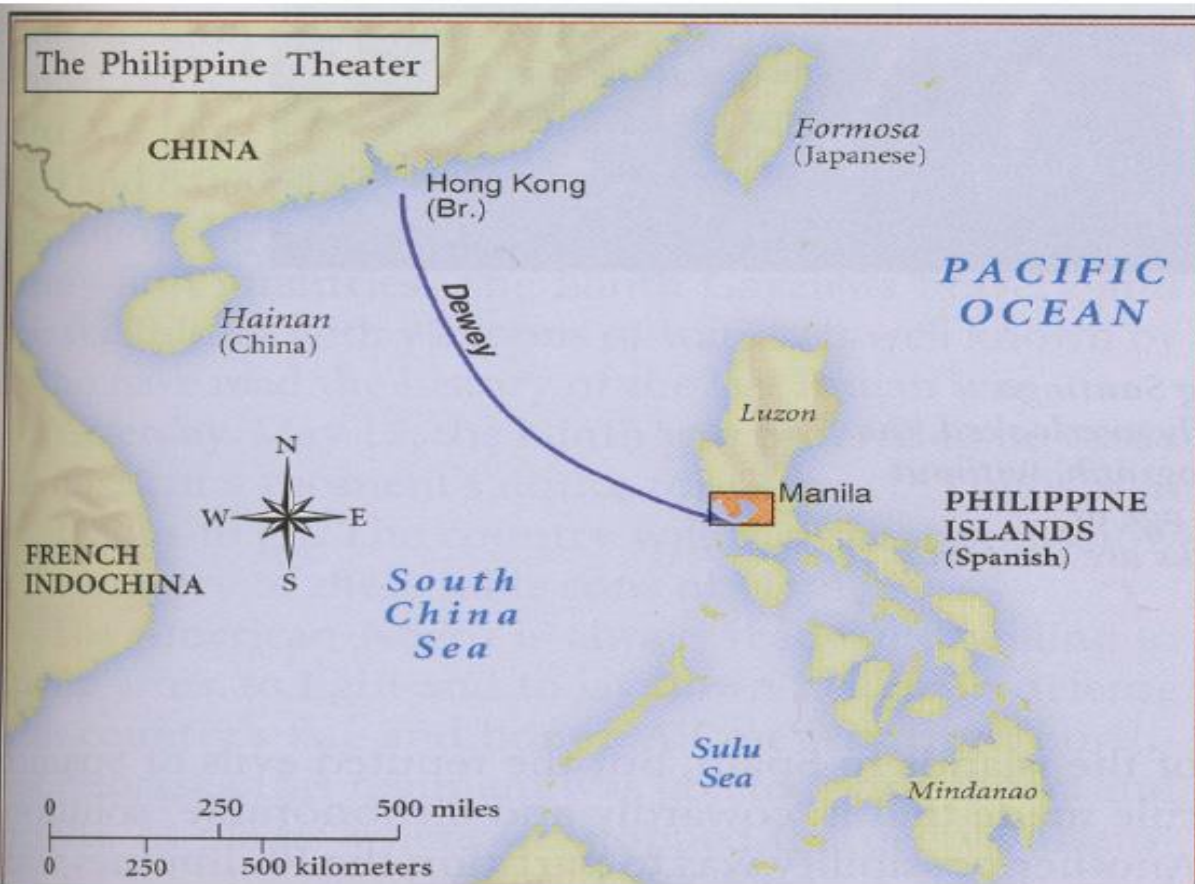 The Philippine Theater
CHINA
Formosa
(Japanese)
Hong Kong
(Br.)
PACIFIC
OCEAN
Dewey
Hainan
(China)
Luzon
N
W
E
S
Manila
PHILIPPINE
ISLANDS
(Spanish)
FRENCH
INDOCHINA
South
China
Sea
Sulu
Sea
Mindanao
0 250 500 miles
0 250 500 kilometers